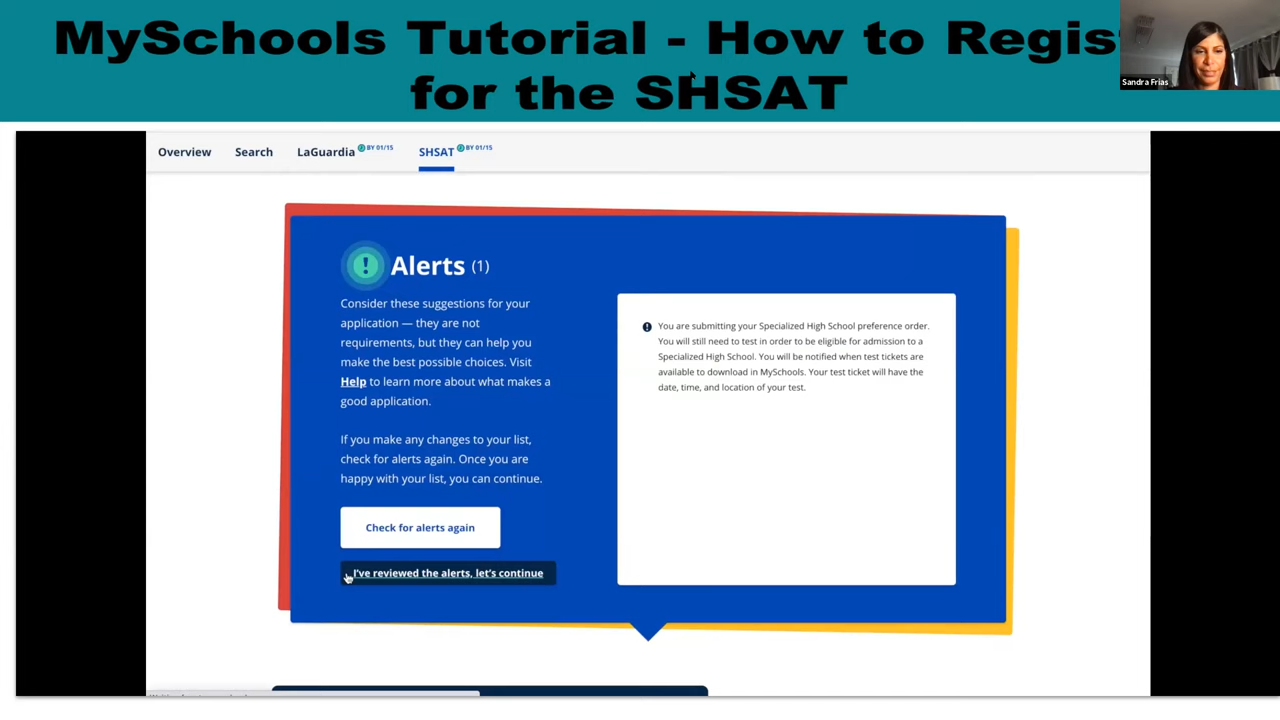 MySchools Tutorial - How to Regis
for the SHSAT
Sandra Frias
Overview Search LaGuardia BY 01/15 SHSAT BY 01/15
Alerts (1)
Consider these suggestions for your
application — they are not
requirements, but they can help you
make the best possible choices. Visit
Help to learn more about what makes a
good application.
If you make any changes to your list,
check for alerts again. Once you are
happy with your list, you can continue.
Check for alerts again
I've reviewed the alerts, let's continue
You are submitting your Specialized High School preference order.
You will still need to test in order to be eligible for admission to a
Specialized High School. You will be notified when test tickets are
available to download in MySchools. Your test ticket will have the
date, time, and location of your test.